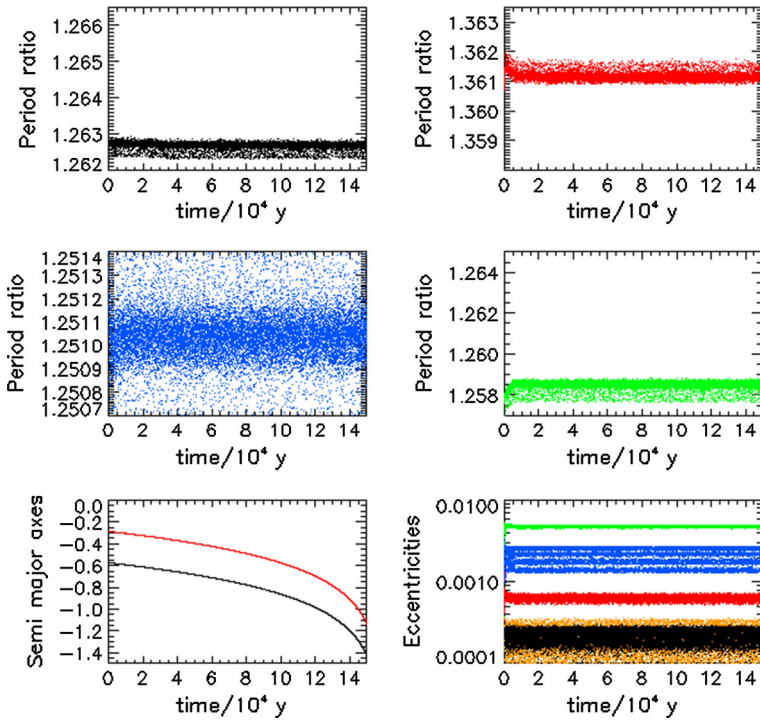 Period ratio
1.266
1.265
1.264
1.263
1.262
0 2 4 6 8 10 12 14
time/10⁴ y
Period ratio
1.363
1.362
1.361
1.360
1.359
0 2 4 6 8 10 12 14
time/10⁴ y
Period ratio
1.2514
1.2513
1.2512
1.2511
1.2510
1.2509
1.2508
1.2507
0 2 4 6 8 10 12 14
time/10⁴ y
Period ratio
1.264
1.262
1.260
1.258
0 2 4 6 8 10 12 14
time/10⁴ y
Semi major axes
0.0
−0.2
−0.4
−0.6
−0.8
−1.0
−1.2
−1.4
0 2 4 6 8 10 12 14
time/10⁴ y
Eccentricities
0.0100
0.0010
0.0001
0 2 4 6 8 10 12 14
time/10⁴ y